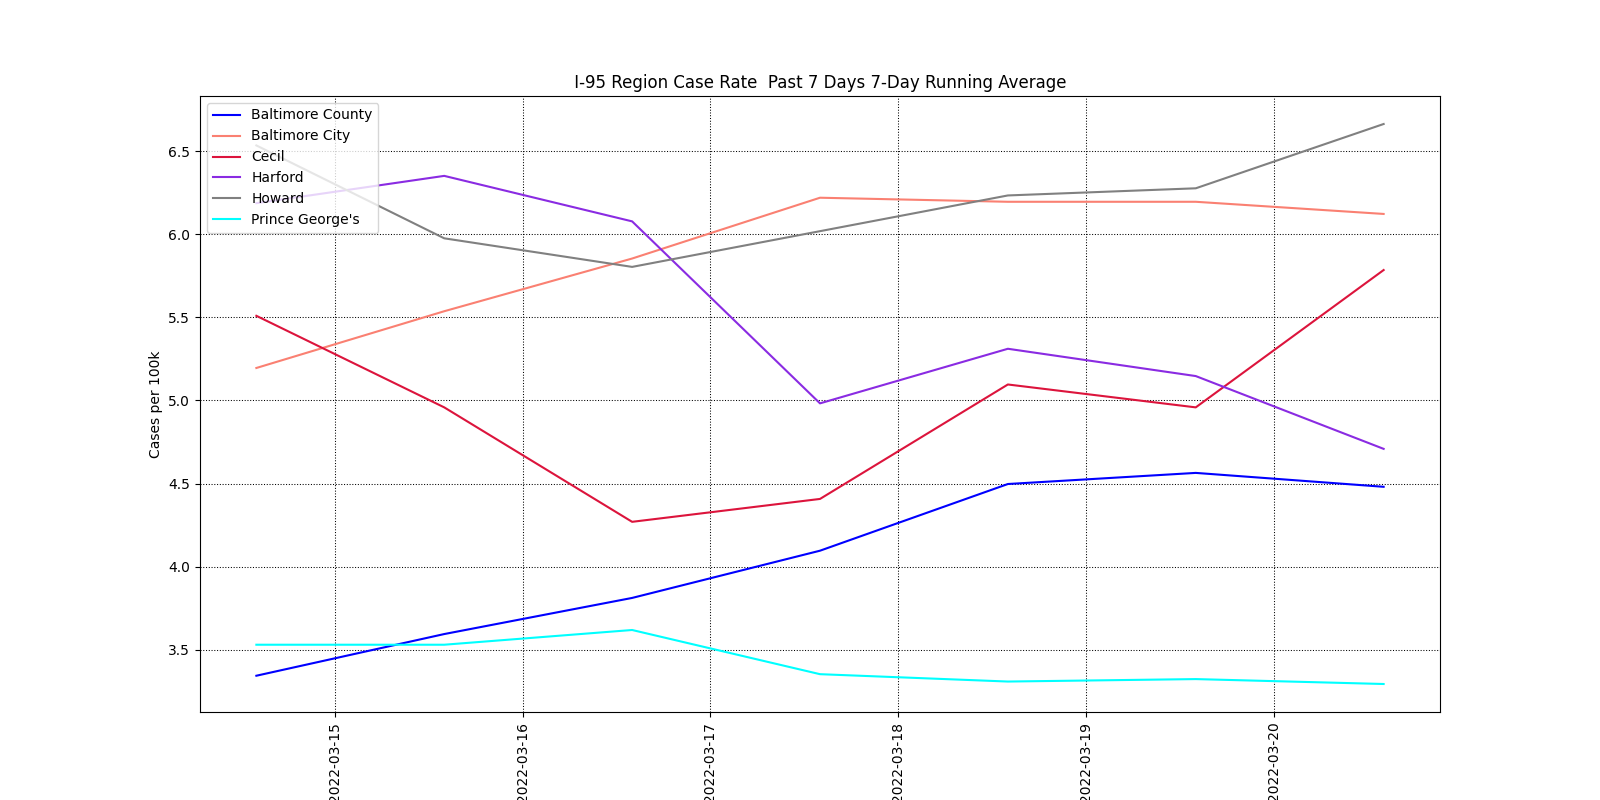 I-95 Region Case Rate  Past 7 Days 7-Day Running Average
Baltimore County
Baltimore City
Cecil
Harford
Howard
Prince George's
Cases per 100k
6.5
6.0
5.5
5.0
4.5
4.0
3.5
2022-03-15
2022-03-16
2022-03-17
2022-03-18
2022-03-19
2022-03-20